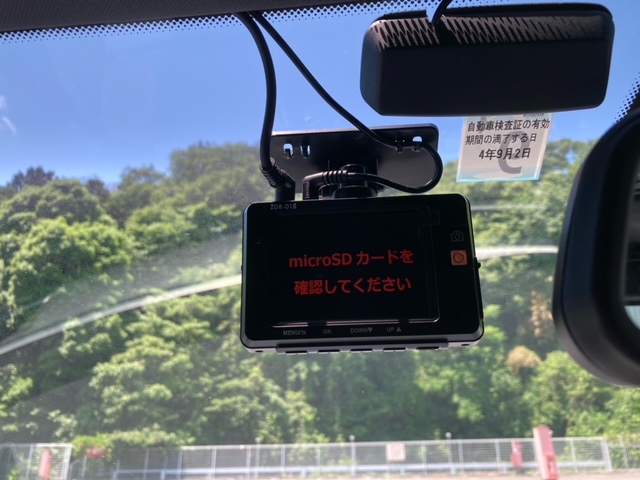 自動車検査証の有効
期間の満了する日
4年9月2日
ZDR-015
microSD カードを
確認してください
MENU OK DOWN▼ UP▲